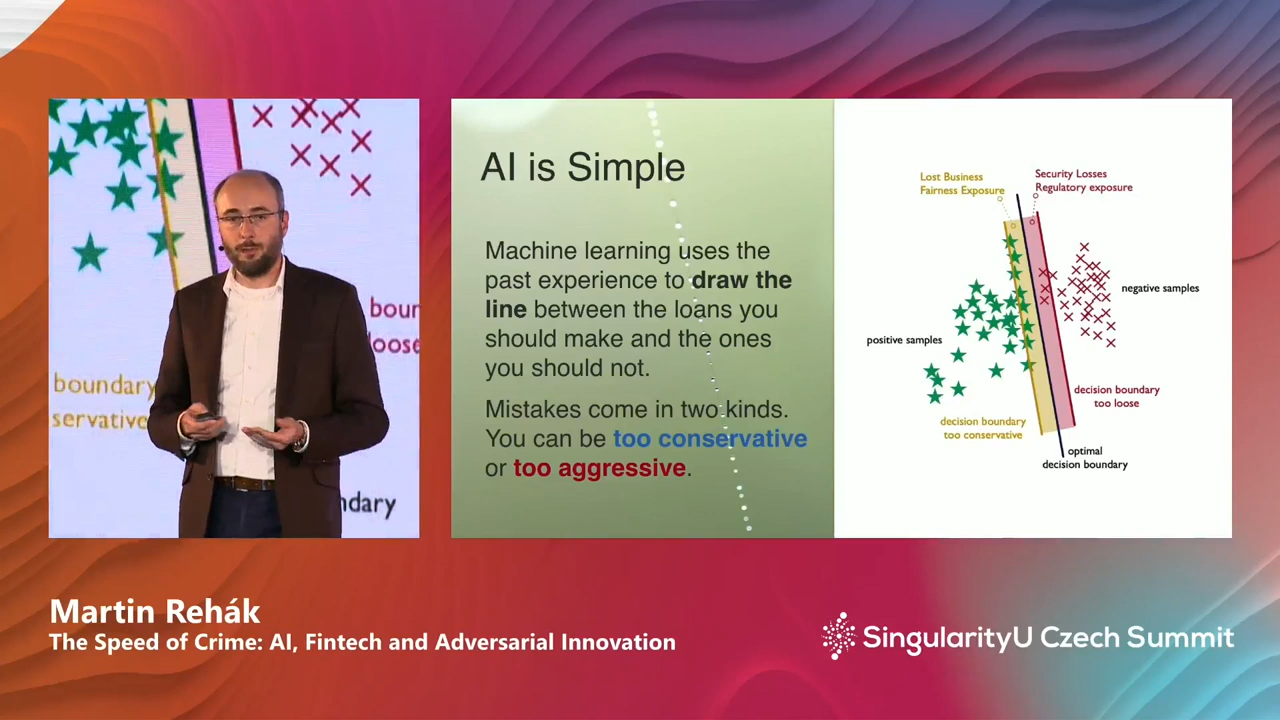 boundary
servative
boun
loose
ndary
AI is Simple
Machine learning uses the
past experience to draw the
line between the loans you
should make and the ones
you should not.
Mistakes come in two kinds.
You can be too conservative
or too aggressive.
Lost Business
Fairness Exposure
Security Losses
Regulatory exposure
negative samples
positive samples
decision boundary
too loose
decision boundary
too conservative
optimal
decision boundary
Martin Rehák
The Speed of Crime: AI, Fintech and Adversarial Innovation
SingularityU Czech Summit